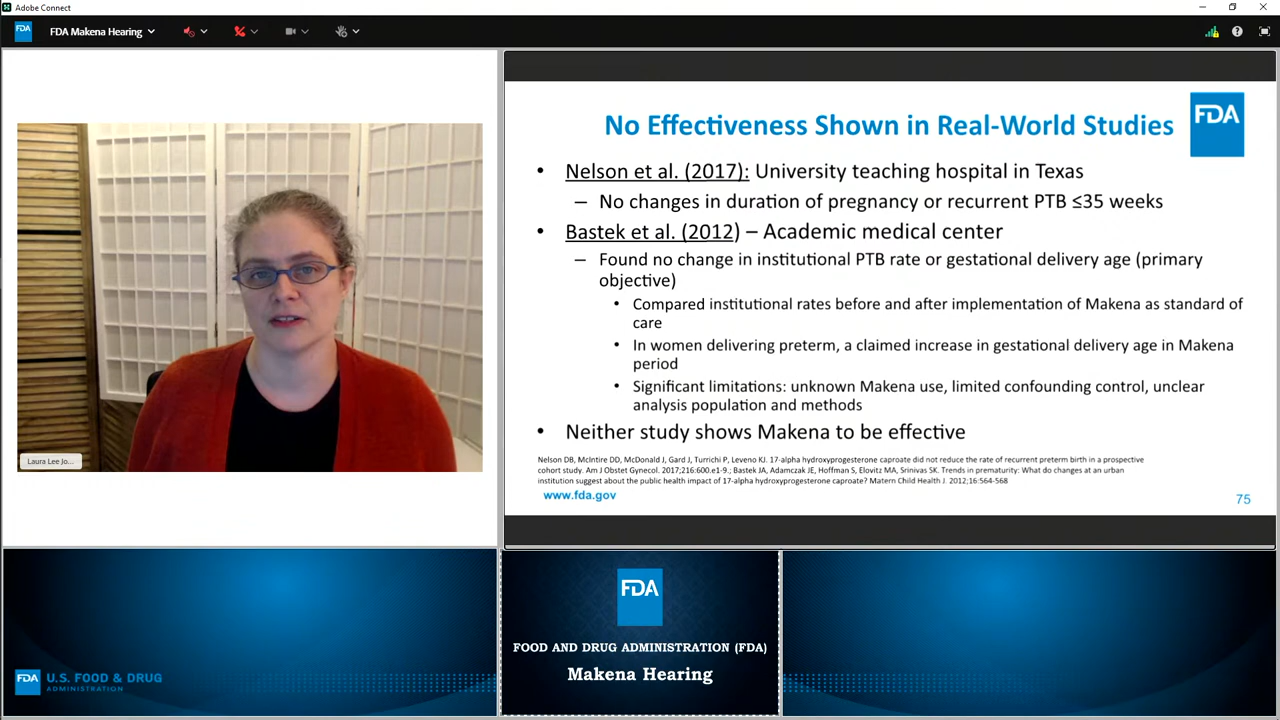 Adobe Connect
FDA
FDA Makena Hearing
Laura Lee Jo...
No Effectiveness Shown in Real-World Studies
FDA
• Nelson et al. (2017): University teaching hospital in Texas
– No changes in duration of pregnancy or recurrent PTB ≤35 weeks
• Bastek et al. (2012) – Academic medical center
– Found no change in institutional PTB rate or gestational delivery age (primary
objective)
• Compared institutional rates before and after implementation of Makena as standard of
care
• In women delivering preterm, a claimed increase in gestational delivery age in Makena
period
• Significant limitations: unknown Makena use, limited confounding control, unclear
analysis population and methods
• Neither study shows Makena to be effective
Nelson DB, McIntire DD, McDonald J, Gard J, Turrichi P, Leveno KJ. 17-alpha hydroxyprogesterone caproate did not reduce the rate of recurrent preterm birth in a prospective
cohort study. Am J Obstet Gynecol. 2017;216:600.e1-9.; Bastek JA, Adamczak JE, Hoffman S, Elovitz MA, Srinivas SK. Trends in prematurity: What do changes at an urban
institution suggest about the public health impact of 17-alpha hydroxyprogesterone caproate? Matern Child Health J. 2012;16:564-568
www.fda.gov
75
FDA
U.S. FOOD & DRUG
ADMINISTRATION
FDA
FOOD AND DRUG ADMINISTRATION (FDA)
Makena Hearing